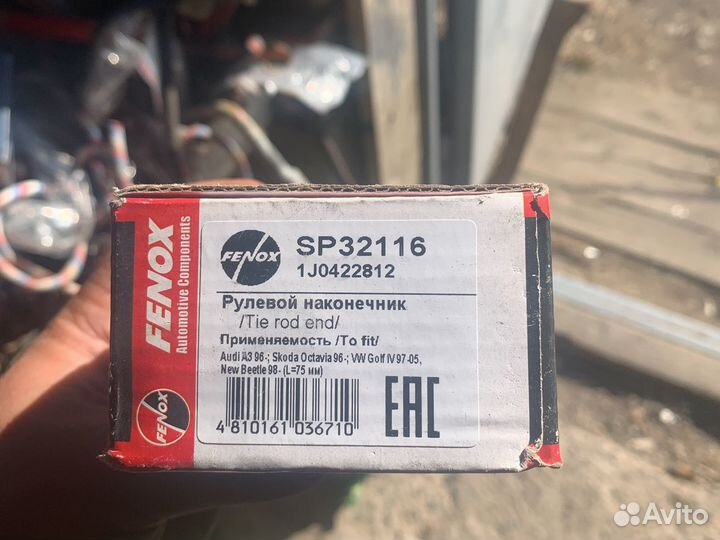 FENOX
Automotive Components
FENOX
FENOX
SP32116
1J0422812
Рулевой наконечник
/Tie rod end/
Применяемость /To fit/
Audi A3 96-; Skoda Octavia 96-; VW Golf IV 97-05,
New Beetle 98- (L=75 мм)
4 810161 036710
EAC
Avito